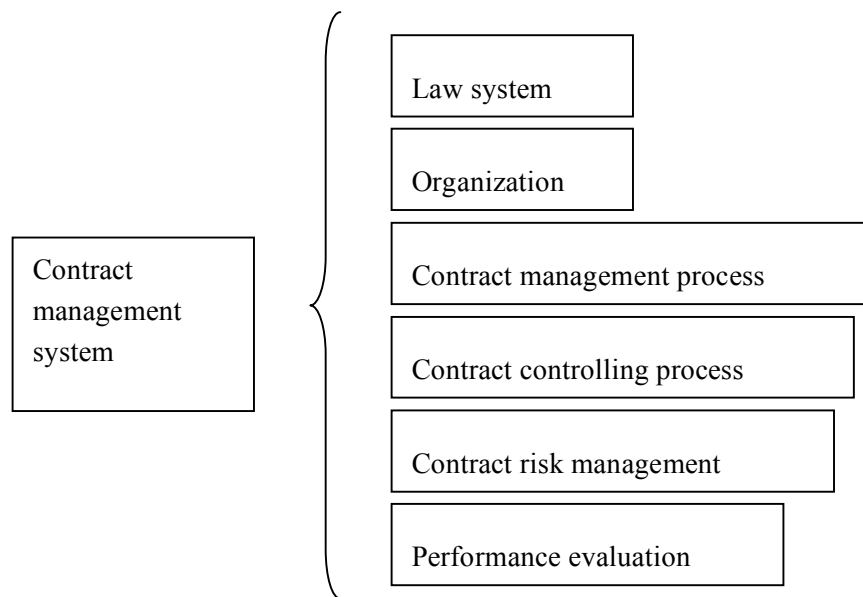 Contract
management
system
Law system
Organization
Contract management process
Contract controlling process
Contract risk management
Performance evaluation